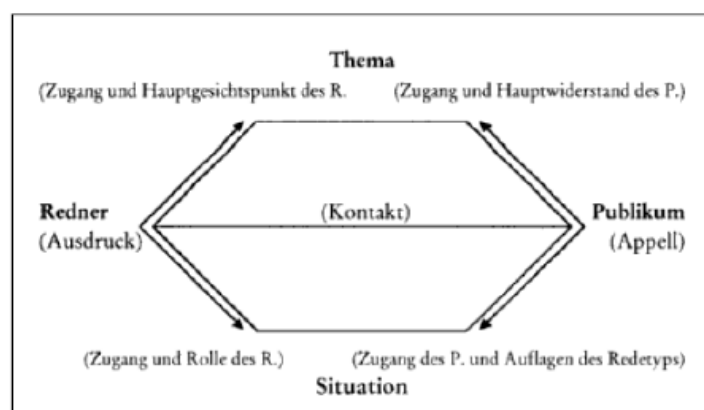 Thema
(Zugang und Hauptgesichtspunkt des R. (Zugang und Hauptwiderstand des P.)
Redner (Kontakt) Publikum
(Ausdruck) (Appell)
(Zugang und Rolle des R.) (Zugang des P. und Auflagen des Redetyps)
Situation